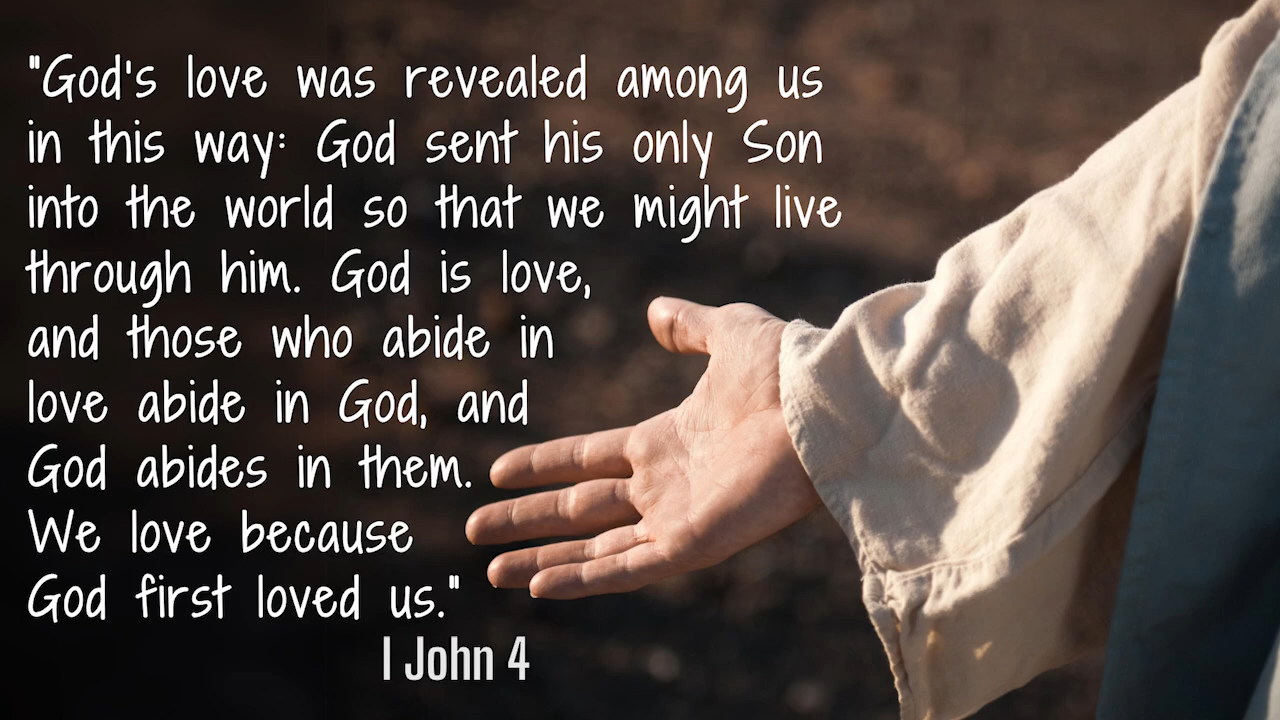 "God's love was revealed among us
in this way: God sent his only Son
into the world so that we might live
through him. God is love,
and those who abide in
love abide in God, and
God abides in them.
We love because
God first loved us."
I John 4